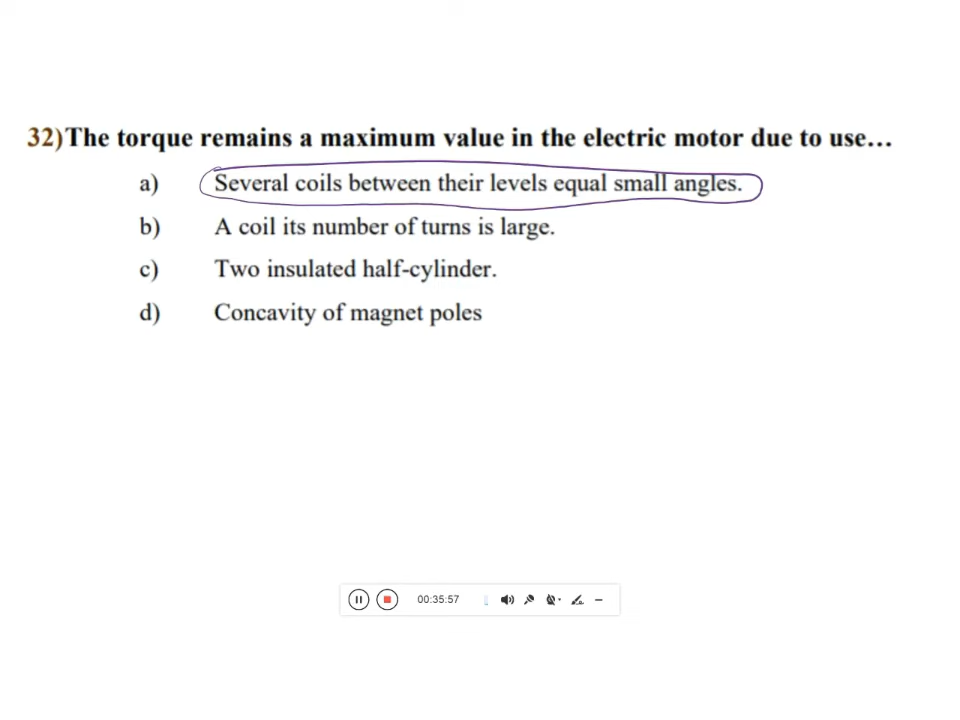 32)The torque remains a maximum value in the electric motor due to use...
a) Several coils between their levels equal small angles.
b) A coil its number of turns is large.
c) Two insulated half-cylinder.
d) Concavity of magnet poles
00:35:57